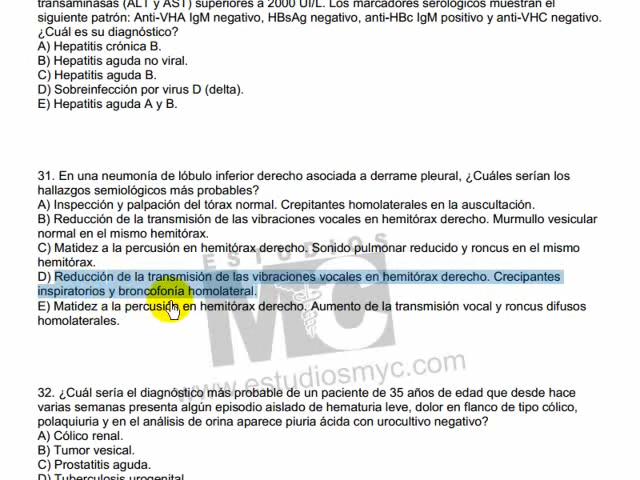 transaminasas (ALT y AST) superiores a 2000 UI/L. Los marcadores serológicos muestran el
siguiente patrón: Anti-VHA IgM negativo, HBsAg negativo, anti-HBc IgM positivo y anti-VHC negativo.
¿Cuál es su diagnóstico?
A) Hepatitis crónica B.
B) Hepatitis aguda no viral.
C) Hepatitis aguda B.
D) Sobreinfección por virus D (delta).
E) Hepatitis aguda A y B.
31. En una neumonía de lóbulo inferior derecho asociada a derrame pleural, ¿Cuáles serían los
hallazgos semiológicos más probables?
A) Inspección y palpación del tórax normal. Crepitantes homolaterales en la auscultación.
B) Reducción de la transmisión de las vibraciones vocales en hemitórax derecho. Murmullo vesicular
normal en el mismo hemitórax.
C) Matidez a la percusión en hemitórax derecho. Sonido pulmonar reducido y roncus en el mismo
hemitórax.
D) Reducción de la transmisión de las vibraciones vocales en hemitórax derecho. Crecipantes
inspiratorios y broncofonía homolateral.
E) Matidez a la percusión en hemitórax derecho. Aumento de la transmisión vocal y roncus difusos
homolaterales.
ESTUDIOS
MC
www.estudiosmyc.com
32. ¿Cuál sería el diagnóstico más probable de un paciente de 35 años de edad que desde hace
varias semanas presenta algún episodio aislado de hematuria leve, dolor en flanco de tipo cólico,
polaquiuria y en el análisis de orina aparece piuria ácida con urocultivo negativo?
A) Cólico renal.
B) Tumor vesical.
C) Prostatitis aguda.
D) Tuberculosis urogenital.